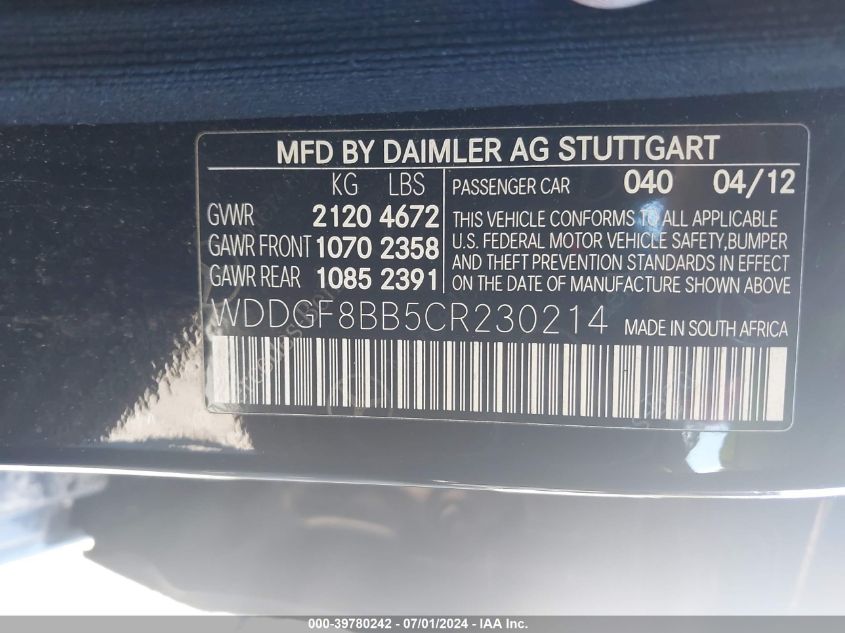 MFD BY DAIMLER AG STUTTGART
KG LBS
GVWR 2120 4672
GAWR FRONT 1070 2358
GAWR REAR 1085 2391
PASSENGER CAR 040 04/12
THIS VEHICLE CONFORMS TO ALL APPLICABLE
U.S. FEDERAL MOTOR VEHICLE SAFETY,BUMPER
AND THEFT PREVENTION STANDARDS IN EFFECT
ON THE DATE OF MANUFACTURE SHOWN ABOVE
WDDGF8BB5CR230214 MADE IN SOUTH AFRICA
000-39780242 - 07/01/2024 - IAA Inc.